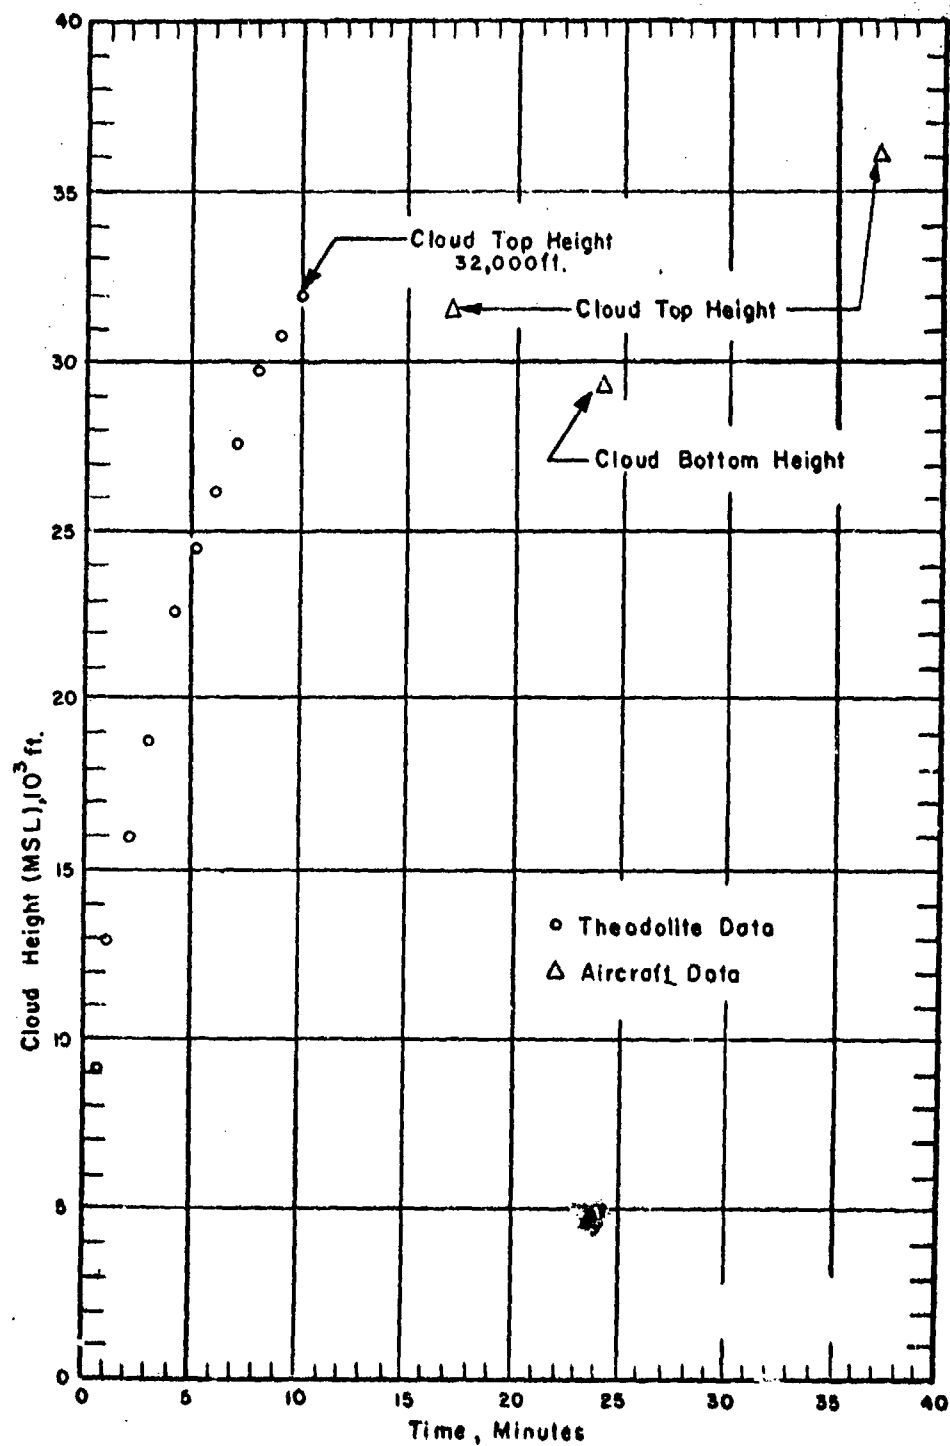 40
35
30
25
20
15
10
5
0
Cloud Height (MSL),10³ ft.
Cloud Top Height
32,000ft.
Cloud Top Height
Cloud Bottom Height
o Theodolite Data
△ Aircraft Data
0 5 10 15 20 25 30 35 40
Time, Minutes